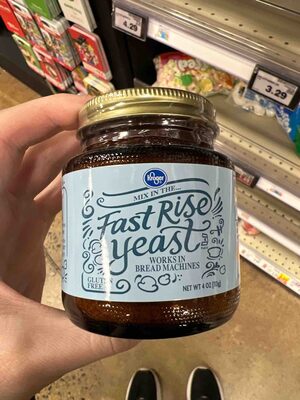 4.29
3.29
Kroger
MIX IN THE...
Fast Rise
Yeast
WORKS IN
BREAD MACHINES
GLUTEN
FREE
NET WT 4 OZ (113g)